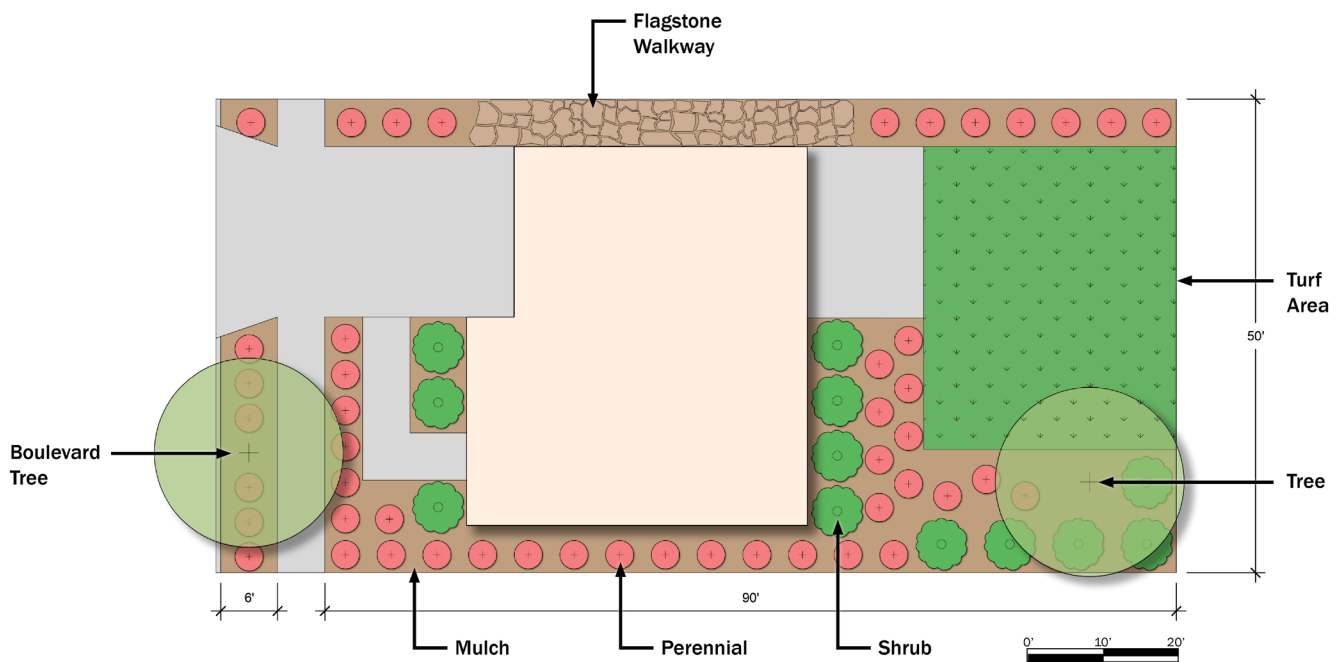 Flagstone
Walkway
Turf
Area
50'
Boulevard
Tree
Tree
6'
90'
Mulch
Perennial
Shrub
0'
10'
20'